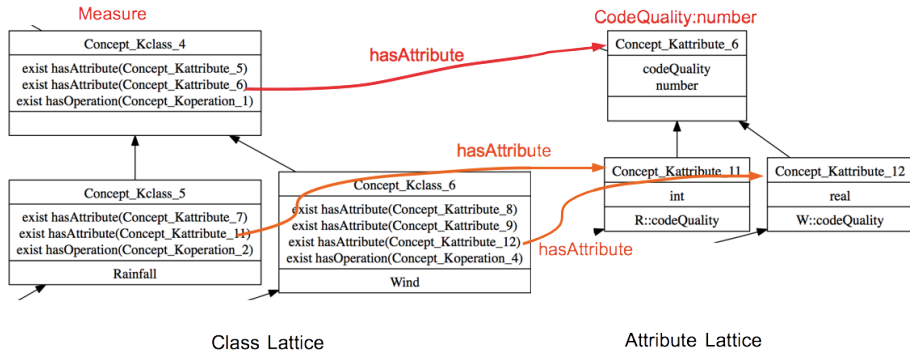 Measure
CodeQuality:number
Concept_Kclass_4
exist hasAttribute(Concept_Kattribute_5)
exist hasAttribute(Concept_Kattribute_6)
exist hasOperation(Concept_Koperation_1)
hasAttribute
Concept_Kattribute_6
codeQuality
number
hasAttribute
Concept_Kclass_5
exist hasAttribute(Concept_Kattribute_7)
exist hasAttribute(Concept_Kattribute_11)
exist hasOperation(Concept_Koperation_2)
Rainfall
Concept_Kclass_6
exist hasAttribute(Concept_Kattribute_8)
exist hasAttribute(Concept_Kattribute_9)
exist hasAttribute(Concept_Kattribute_12)
exist hasOperation(Concept_Koperation_4)
Wind
hasAttribute
Concept_Kattribute_11
int
R::codeQuality
Concept_Kattribute_12
real
W::codeQuality
Class Lattice
Attribute Lattice